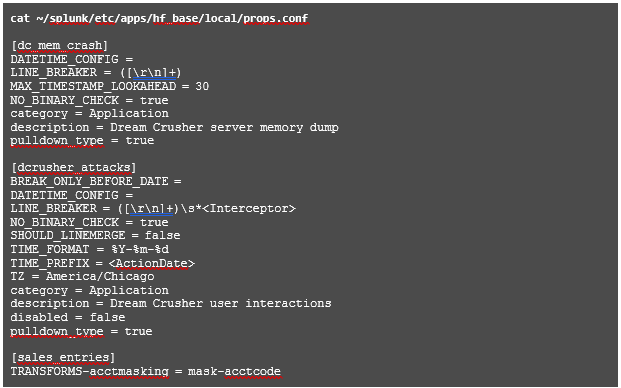 cat ~/splunk/etc/apps/hf_base/local/props.conf
[dc_mem_crash]
DATETIME_CONFIG =
LINE_BREAKER = ([\r\n]+)
MAX_TIMESTAMP_LOOKAHEAD = 30
NO_BINARY_CHECK = true
category = Application
description = Dream Crusher server memory dump
pulldown_type = true
[dcrusher_attacks]
BREAK_ONLY_BEFORE_DATE =
DATETIME_CONFIG =
LINE_BREAKER = ([\r\n]+)\s*<Interceptor>
NO_BINARY_CHECK = true
SHOULD_LINEMERGE = false
TIME_FORMAT = %Y-%m-%d
TIME_PREFIX = <ActionDate>
TZ = America/Chicago
category = Application
description = Dream Crusher user interactions
disabled = false
pulldown_type = true
[sales_entries]
TRANSFORMS-acctmasking = mask-acctcode